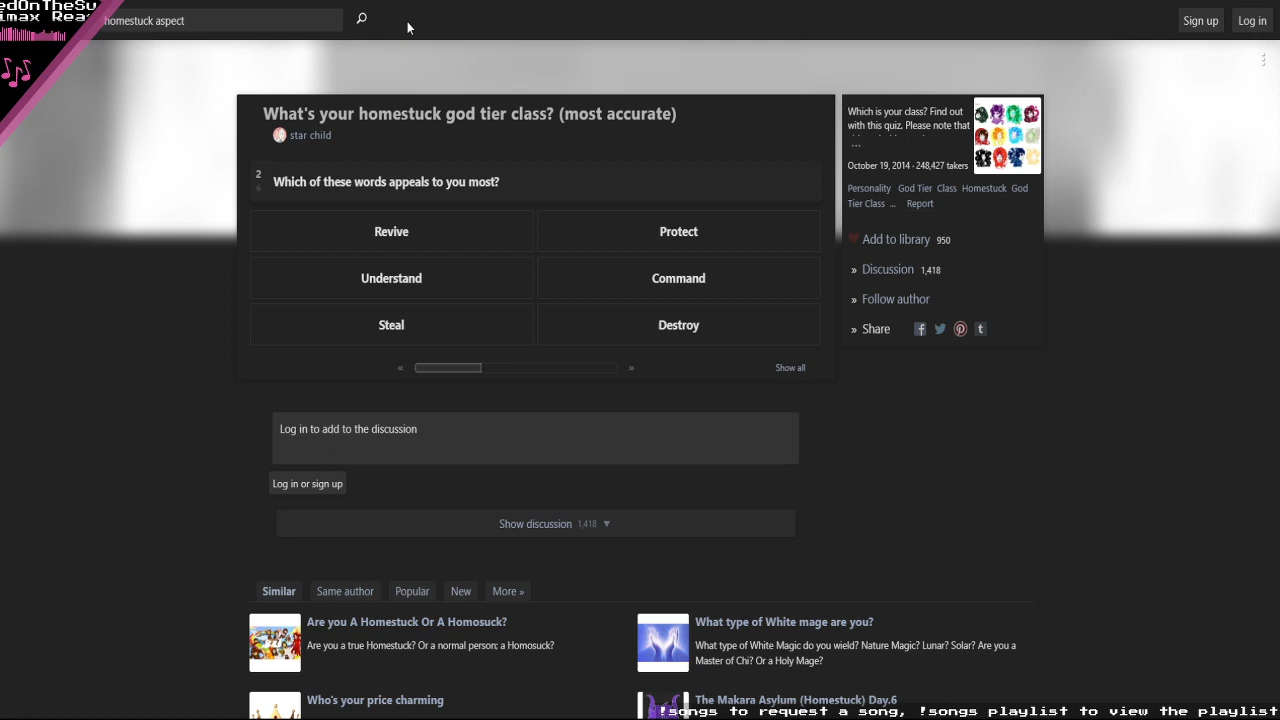 edOnTheSu
imax Rea
homestuck aspect
Sign up
Log in
What's your homestuck god tier class? (most accurate)
star child
2
6
Which of these words appeals to you most?
Revive
Protect
Understand
Command
Steal
Destroy
«
»
Show all
Which is your class? Find out
with this quiz. Please note that
...
October 19, 2014 · 248,427 takers
Personality God Tier Class Homestuck God
Tier Class ... Report
Add to library 950
» Discussion 1,418
» Follow author
» Share
Log in to add to the discussion
Log in or sign up
Show discussion 1,418 ▼
Similar Same author Popular New More »
Are you A Homestuck Or A Homosuck?
Are you a true Homestuck? Or a normal person; a Homosuck?
What type of White mage are you?
What type of White Magic do you wield? Nature Magic? Lunar? Solar? Are you a
Master of Chi? Or a Holy Mage?
Who's your price charming
The Makara Asylum (Homestuck) Day.6
!songs to request a song, !songs playlist to view the playlist